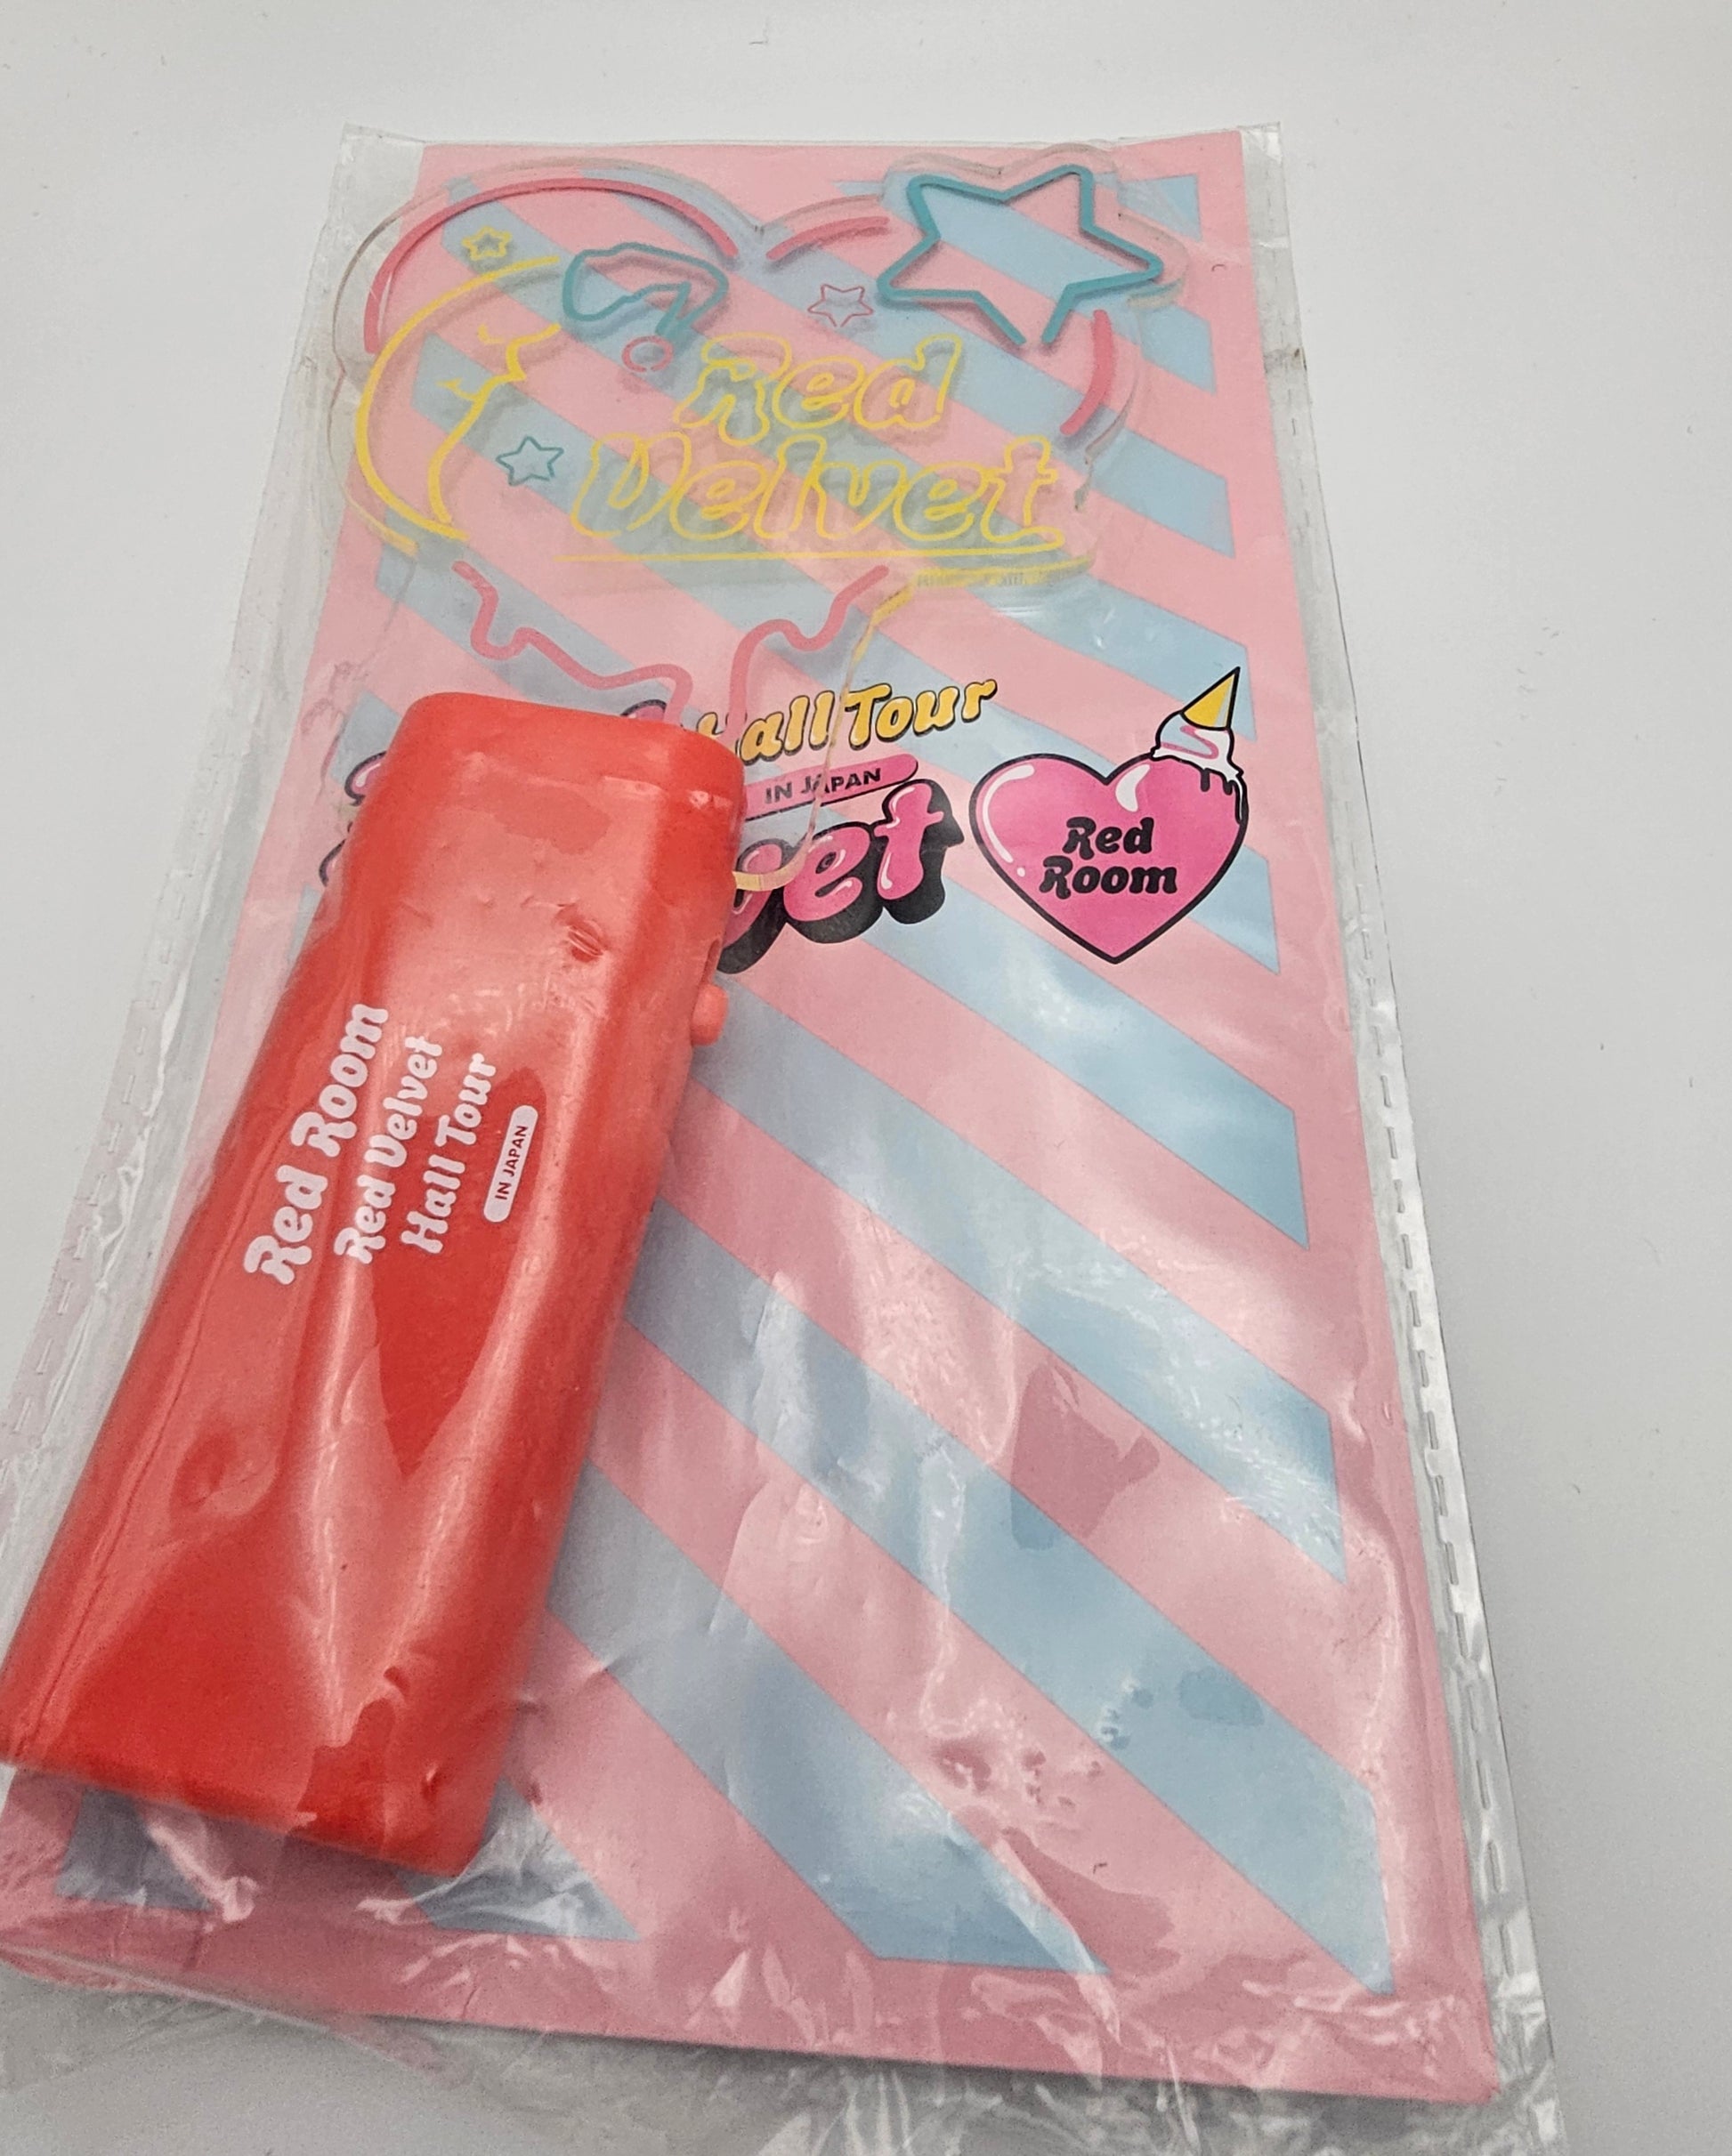 Red
Velvet
Hall Tour
IN JAPAN
Red
Room
Red Room
Red Velvet
Hall Tour
IN JAPAN